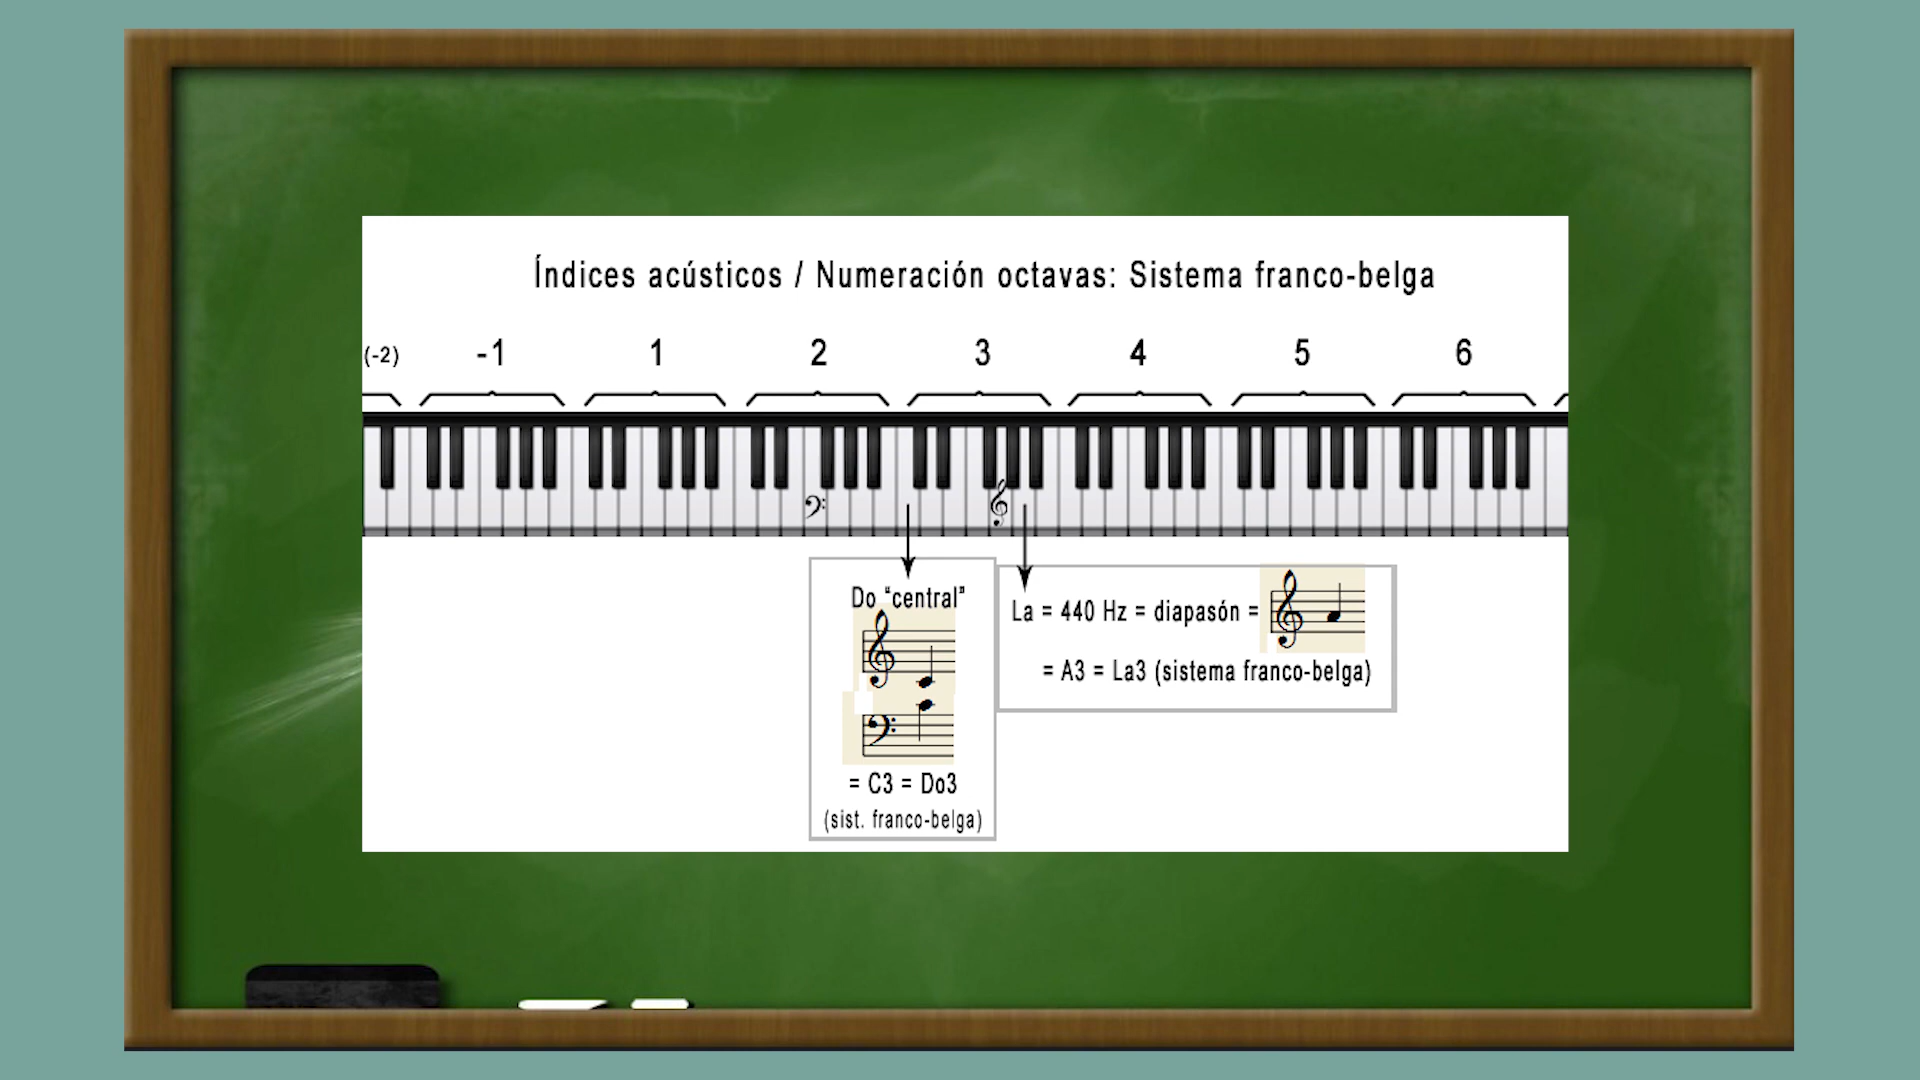 Índices acústicos / Numeración octavas: Sistema franco-belga
(-2) -1 1 2 3 4 5 6
Do “central”
= C3 = Do3
(sist. franco-belga)
La = 440 Hz = diapasón =
= A3 = La3 (sistema franco-belga)